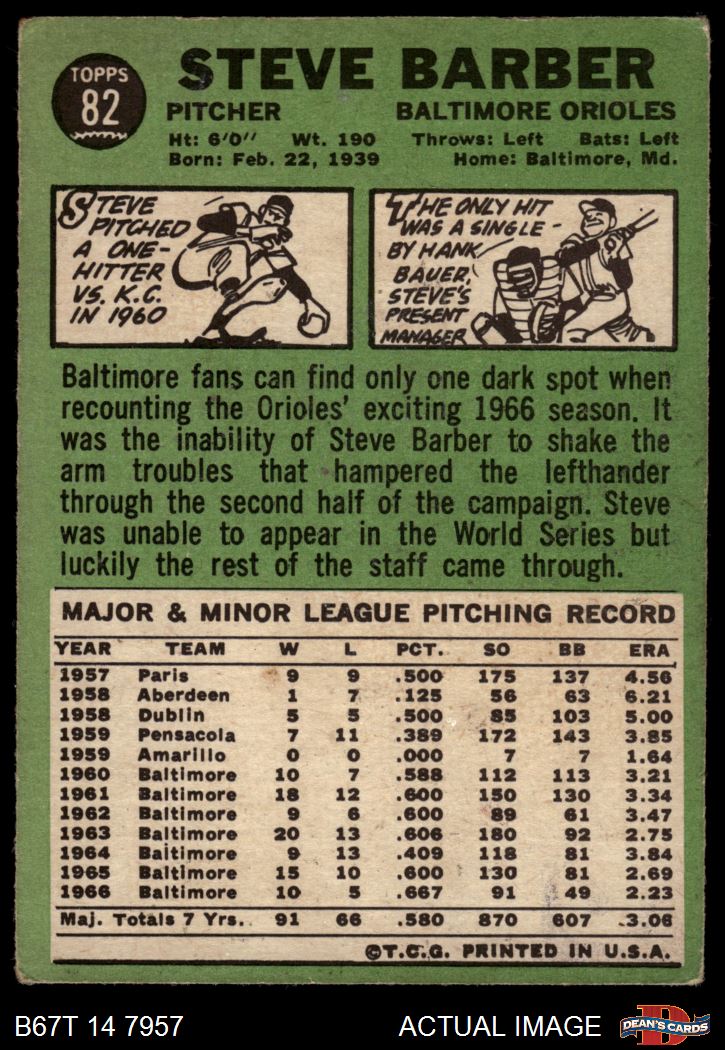 TOPPS
82
STEVE BARBER
PITCHER BALTIMORE ORIOLES
Ht: 6'0" Wt. 190 Throws: Left Bats: Left
Born: Feb. 22, 1939 Home: Baltimore, Md.
STEVE
PITCHED
A ONE-
HITTER
VS. K.C.
IN 1960
THE ONLY HIT
WAS A SINGLE -
BY HANK
BAUER,
STEVE'S
PRESENT
MANAGER
Baltimore fans can find only one dark spot when
recounting the Orioles' exciting 1966 season. It
was the inability of Steve Barber to shake the
arm troubles that hampered the lefthander
through the second half of the campaign. Steve
was unable to appear in the World Series but
luckily the rest of the staff came through.
MAJOR & MINOR LEAGUE PITCHING RECORD
YEAR TEAM W L PCT. SO BB ERA
1957 Paris 9 9 .500 175 137 4.56
1958 Aberdeen 1 7 .125 56 63 6.21
1958 Dublin 5 5 .500 85 103 5.00
1959 Pensacola 7 11 .389 172 143 3.85
1959 Amarillo 0 0 .000 7 7 1.64
1960 Baltimore 10 7 .588 112 113 3.21
1961 Baltimore 18 12 .600 150 130 3.34
1962 Baltimore 9 6 .600 89 61 3.47
1963 Baltimore 20 13 .606 180 92 2.75
1964 Baltimore 9 13 .409 118 81 3.84
1965 Baltimore 15 10 .600 130 81 2.69
1966 Baltimore 10 5 .667 91 49 2.23
Maj. Totals 7 Yrs. 91 66 .580 870 607 3.06
©T.C.G. PRINTED IN U.S.A.
B67T 14 7957 ACTUAL IMAGE D DEAN'S CARDS